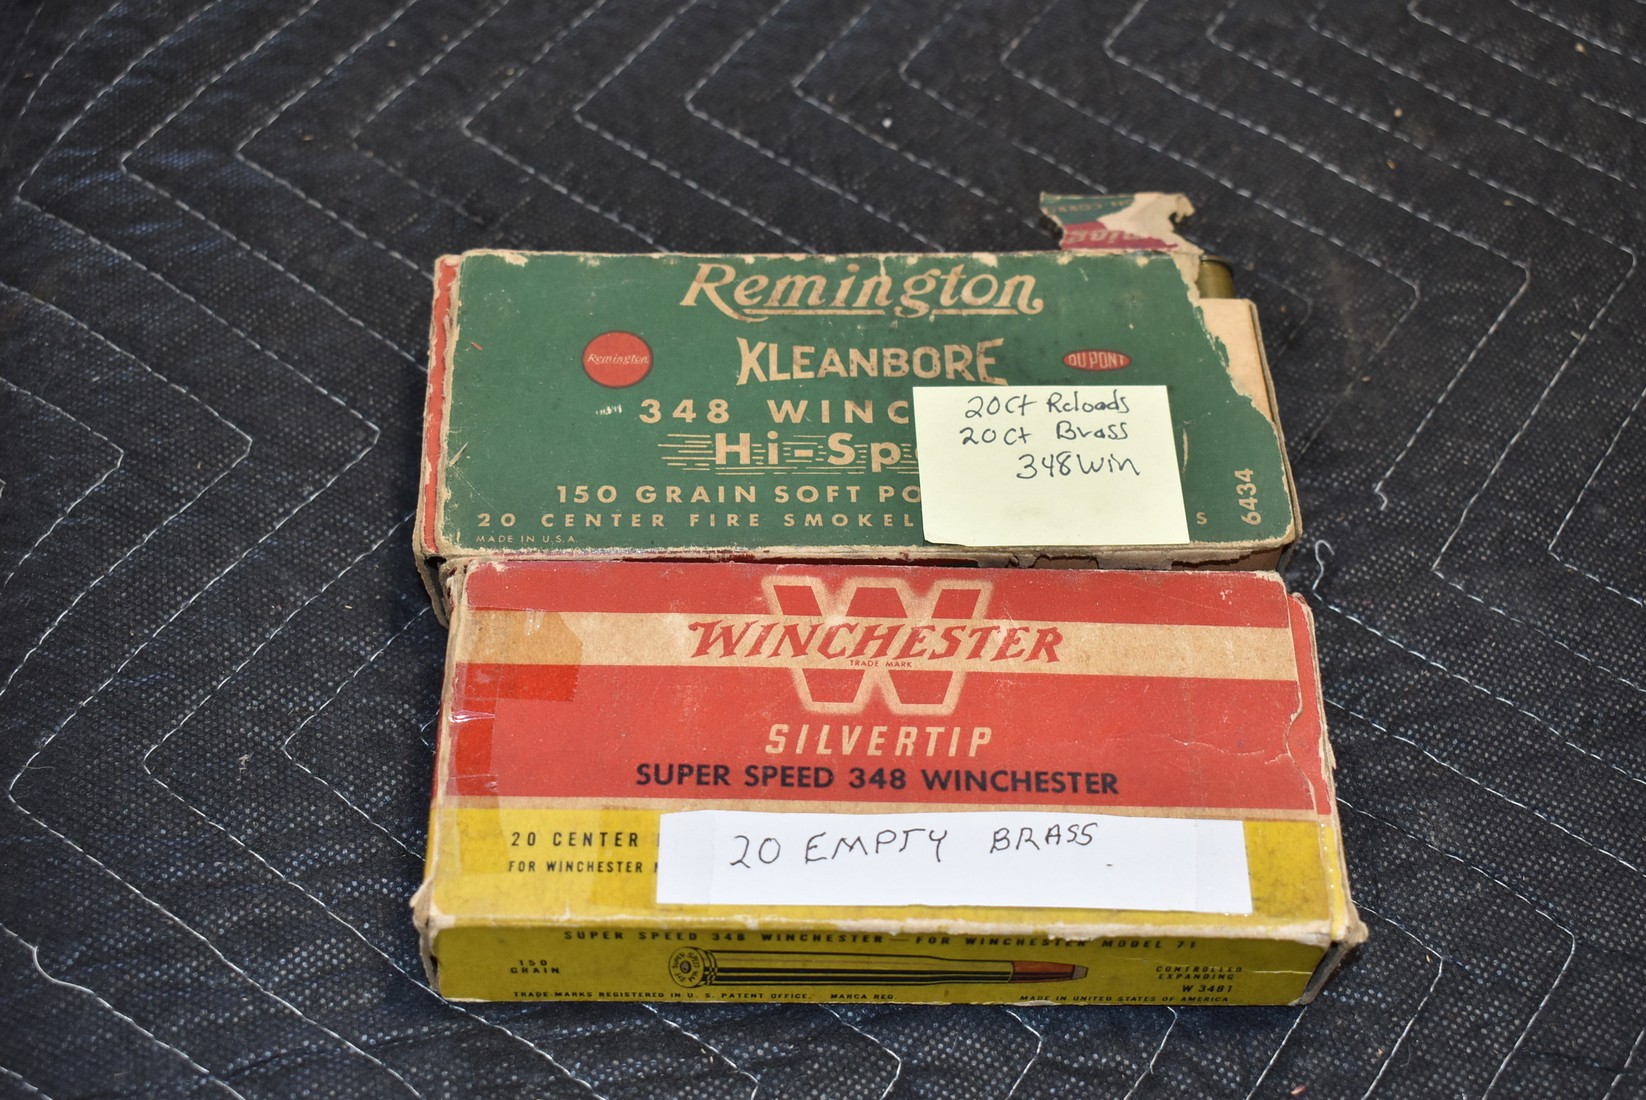 Remington
Remington
KLEANBORE
DU PONT
348 WINC
Hi-Sp
150 GRAIN SOFT PO
20 CENTER FIRE SMOKEL S
MADE IN U.S.A.
6434
20ct Reloads
20ct Brass
348 Win
WINCHESTER
TRADE MARK
SILVERTIP
SUPER SPEED 348 WINCHESTER
20 CENTER
FOR WINCHESTER
20 EMPTY BRASS
SUPER SPEED 348 WINCHESTER — FOR WINCHESTER MODEL 71
150
GRAIN
CONTROLLED
EXPANDING
W 3481
TRADE-MARKS REGISTERED IN U. S. PATENT OFFICE. MARCA REG.
MADE IN UNITED STATES OF AMERICA